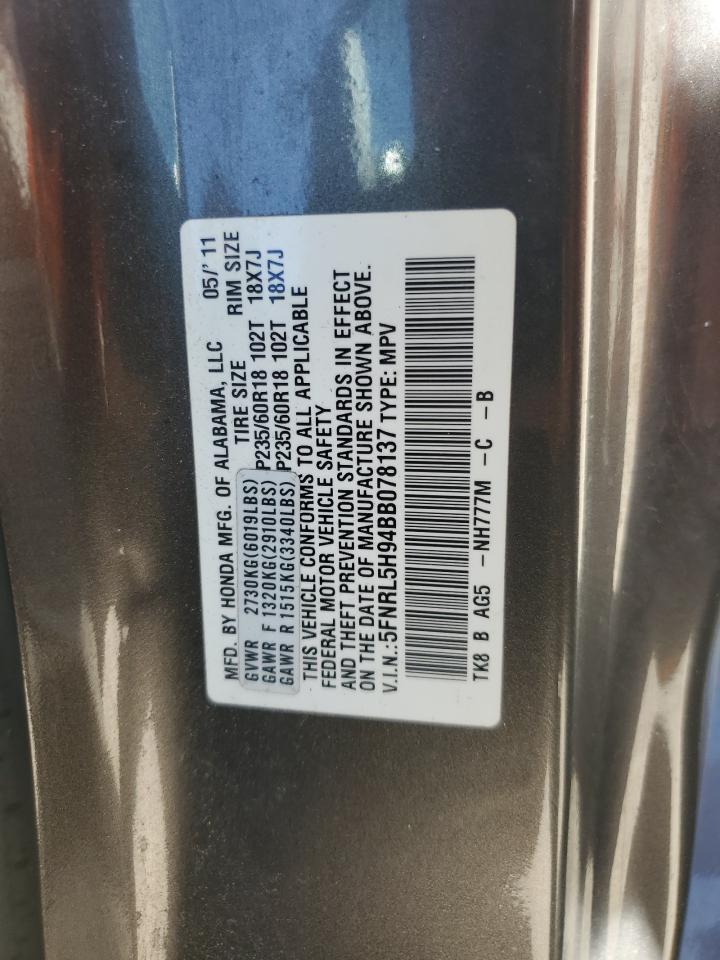 MFD. BY HONDA MFG. OF ALABAMA, LLC 05/' 11
TIRE SIZE RIM SIZE
GVWR 2730KG(6019LBS)
GAWR F 1320KG(2910LBS) P235/60R18 102T 18X7J
GAWR R 1515KG(3340LBS) P235/60R18 102T 18X7J
THIS VEHICLE CONFORMS TO ALL APPLICABLE
FEDERAL MOTOR VEHICLE SAFETY
AND THEFT PREVENTION STANDARDS IN EFFECT
ON THE DATE OF MANUFACTURE SHOWN ABOVE.
V.I.N.:5FNRL5H94BB078137 TYPE: MPV
TK8 B AG5 -NH777M -C -B